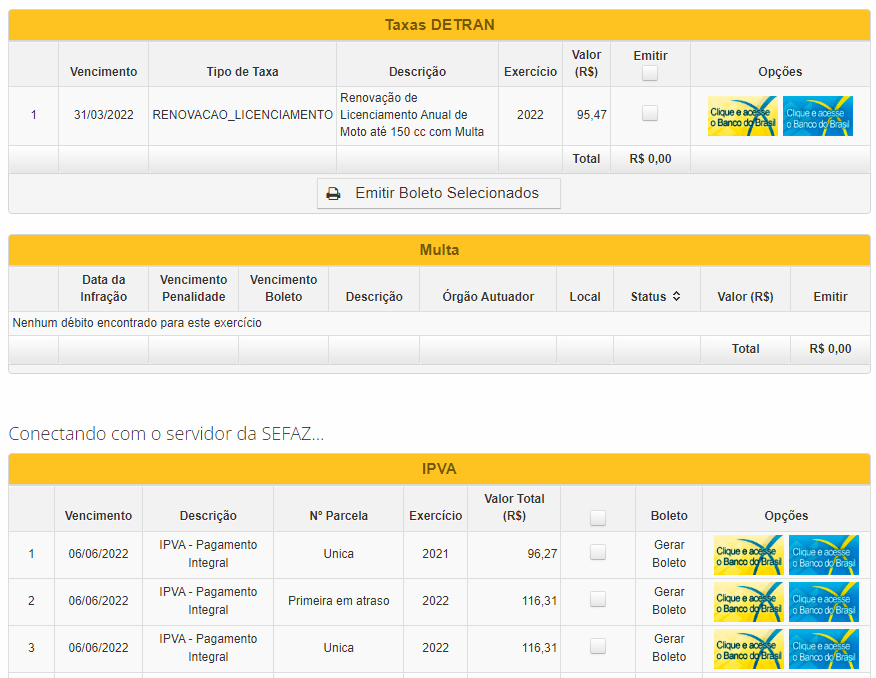 Taxas DETRAN
Vencimento Tipo de Taxa Descrição Exercício Valor (R$) Emitir Opções
1 31/03/2022 RENOVACAO_LICENCIAMENTO Renovação de Licenciamento Anual de Moto até 150 cc com Multa 2022 95,47 Clique e acesse o Banco do Brasil Clique e acesse o Banco do Brasil
Total R$ 0,00
Emitir Boleto Selecionados
Multa
Data da Infração Vencimento Penalidade Vencimento Boleto Descrição Órgão Autuador Local Status Valor (R$) Emitir
Nenhum débito encontrado para este exercício
Total R$ 0,00
Conectando com o servidor da SEFAZ...
IPVA
Vencimento Descrição Nº Parcela Exercício Valor Total (R$) Boleto Opções
1 06/06/2022 IPVA - Pagamento Integral Unica 2021 96,27 Gerar Boleto Clique e acesse o Banco do Brasil Clique e acesse o Banco do Brasil
2 06/06/2022 IPVA - Pagamento Integral Primeira em atraso 2022 116,31 Gerar Boleto Clique e acesse o Banco do Brasil Clique e acesse o Banco do Brasil
3 06/06/2022 IPVA - Pagamento Integral Unica 2022 116,31 Gerar Boleto Clique e acesse o Banco do Brasil Clique e acesse o Banco do Brasil